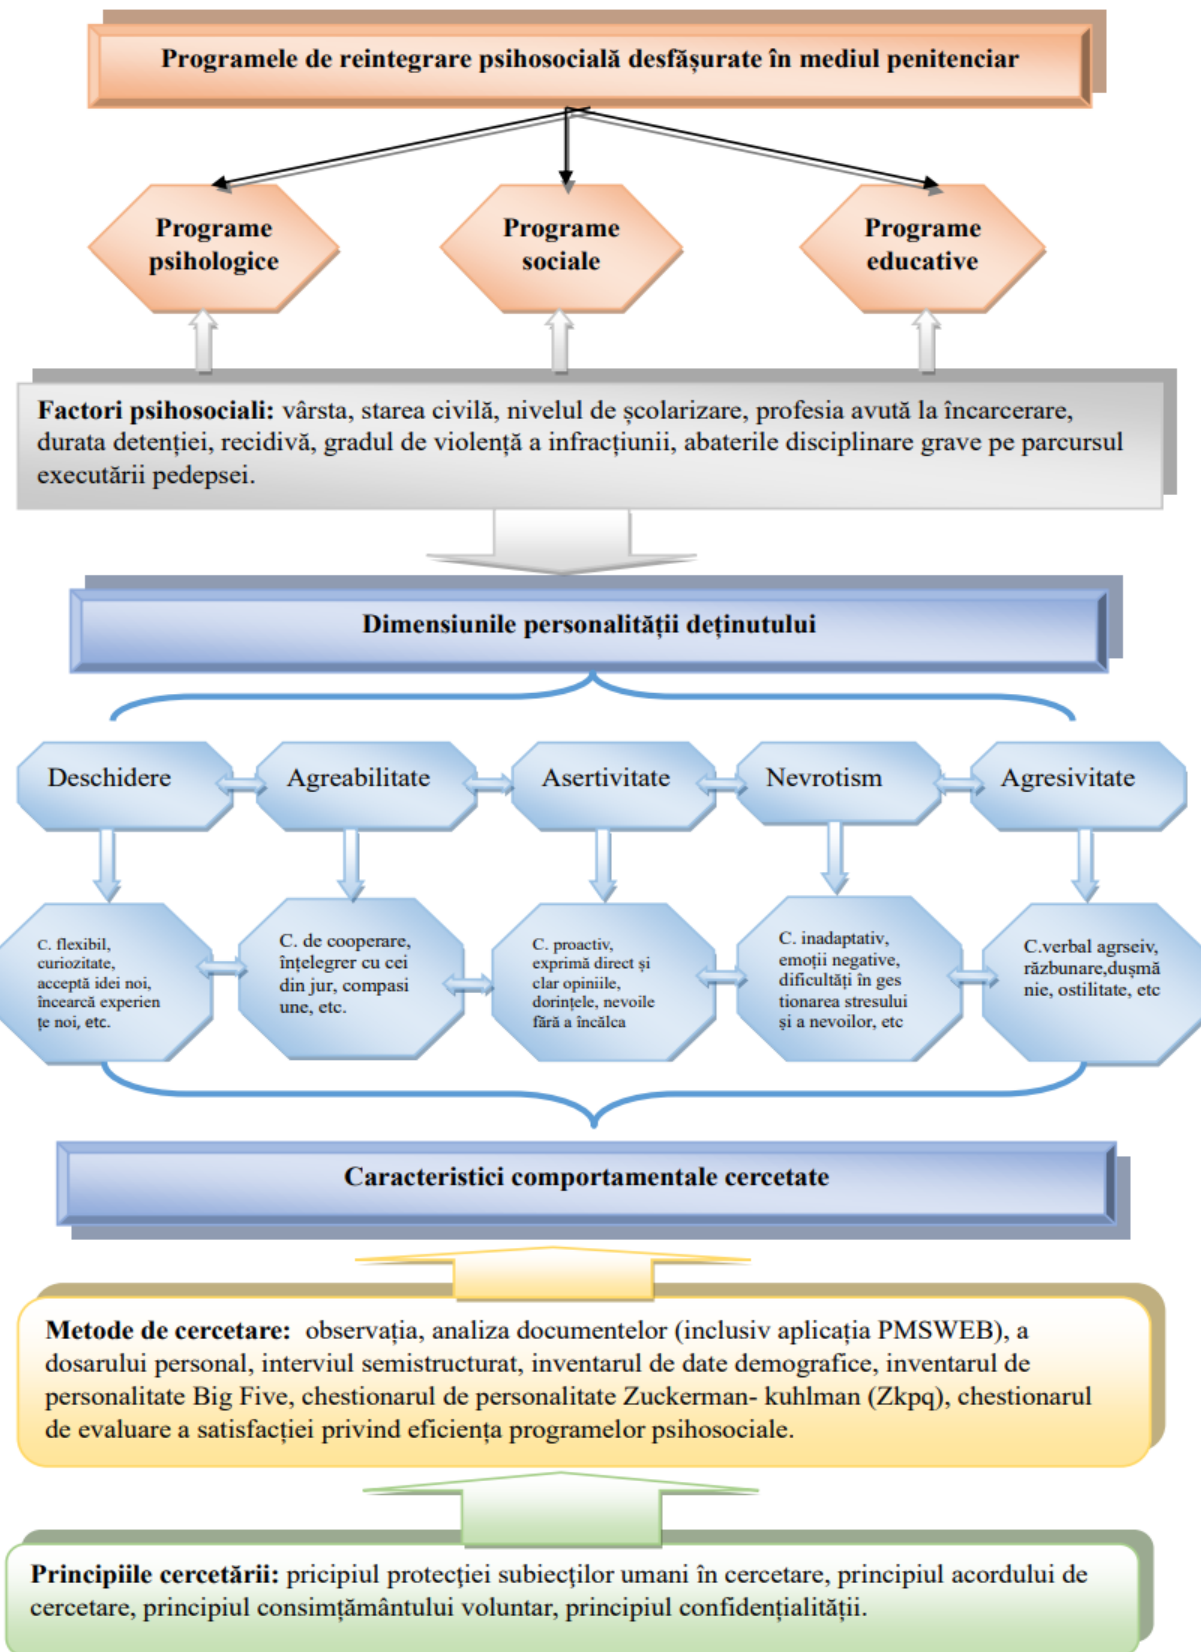 Programele de reintegrare psihosocială desfășurate în mediul penitenciar
Programe
psihologice
Programe
sociale
Programe
educative
Factori psihosociali: vârsta, starea civilă, nivelul de școlarizare, profesia avută la încarcerare,
durata detenției, recidivă, gradul de violență a infracțiunii, abaterile disciplinare grave pe parcursul
executării pedepsei.
Dimensiunile personalității deținutului
Deschidere
Agreabilitate
Asertivitate
Nevrotism
Agresivitate
C. flexibil,
curiozitate,
acceptă idei noi,
încearcă experien
țe noi, etc.
C. de cooperare,
înțelegrer cu cei
din jur, compasi
une, etc.
C. proactiv,
exprimă direct și
clar opiniile,
dorințele, nevoile
fără a încălca
C. inadaptativ,
emoții negative,
dificultăți în ges
tionarea stresului
și a nevoilor, etc
C.verbal agrseiv,
răzbunare,dușmă
nie, ostilitate, etc
Caracteristici comportamentale cercetate
Metode de cercetare: observația, analiza documentelor (inclusiv aplicația PMSWEB), a
dosarului personal, interviul semistructurat, inventarul de date demografice, inventarul de
personalitate Big Five, chestionarul de personalitate Zuckerman- kuhlman (Zkpq), chestionarul
de evaluare a satisfacției privind eficiența programelor psihosociale.
Principiile cercetării: pricipiul protecției subiecților umani în cercetare, principiul acordului de
cercetare, principiul consimțământului voluntar, principiul confidențialității.